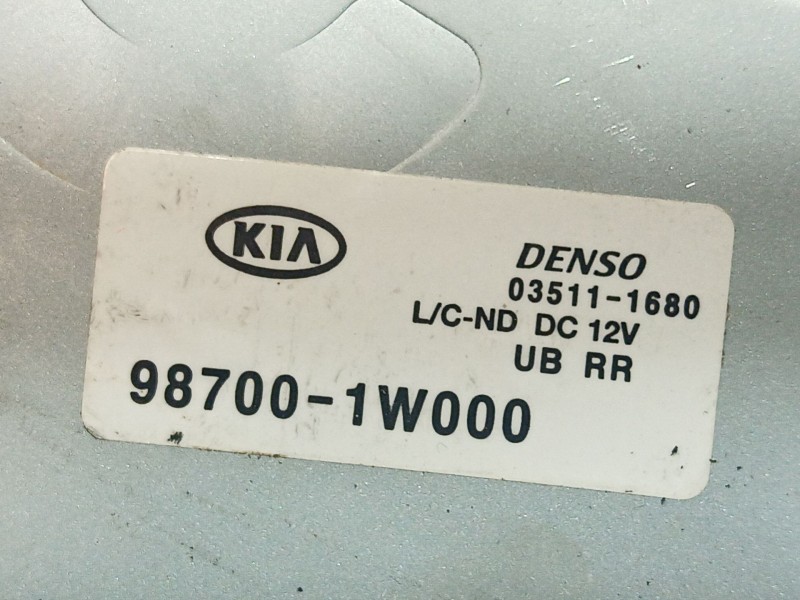 KIA
DENSO
03511-1680
L/C-ND DC 12V
UB RR
98700-1W000